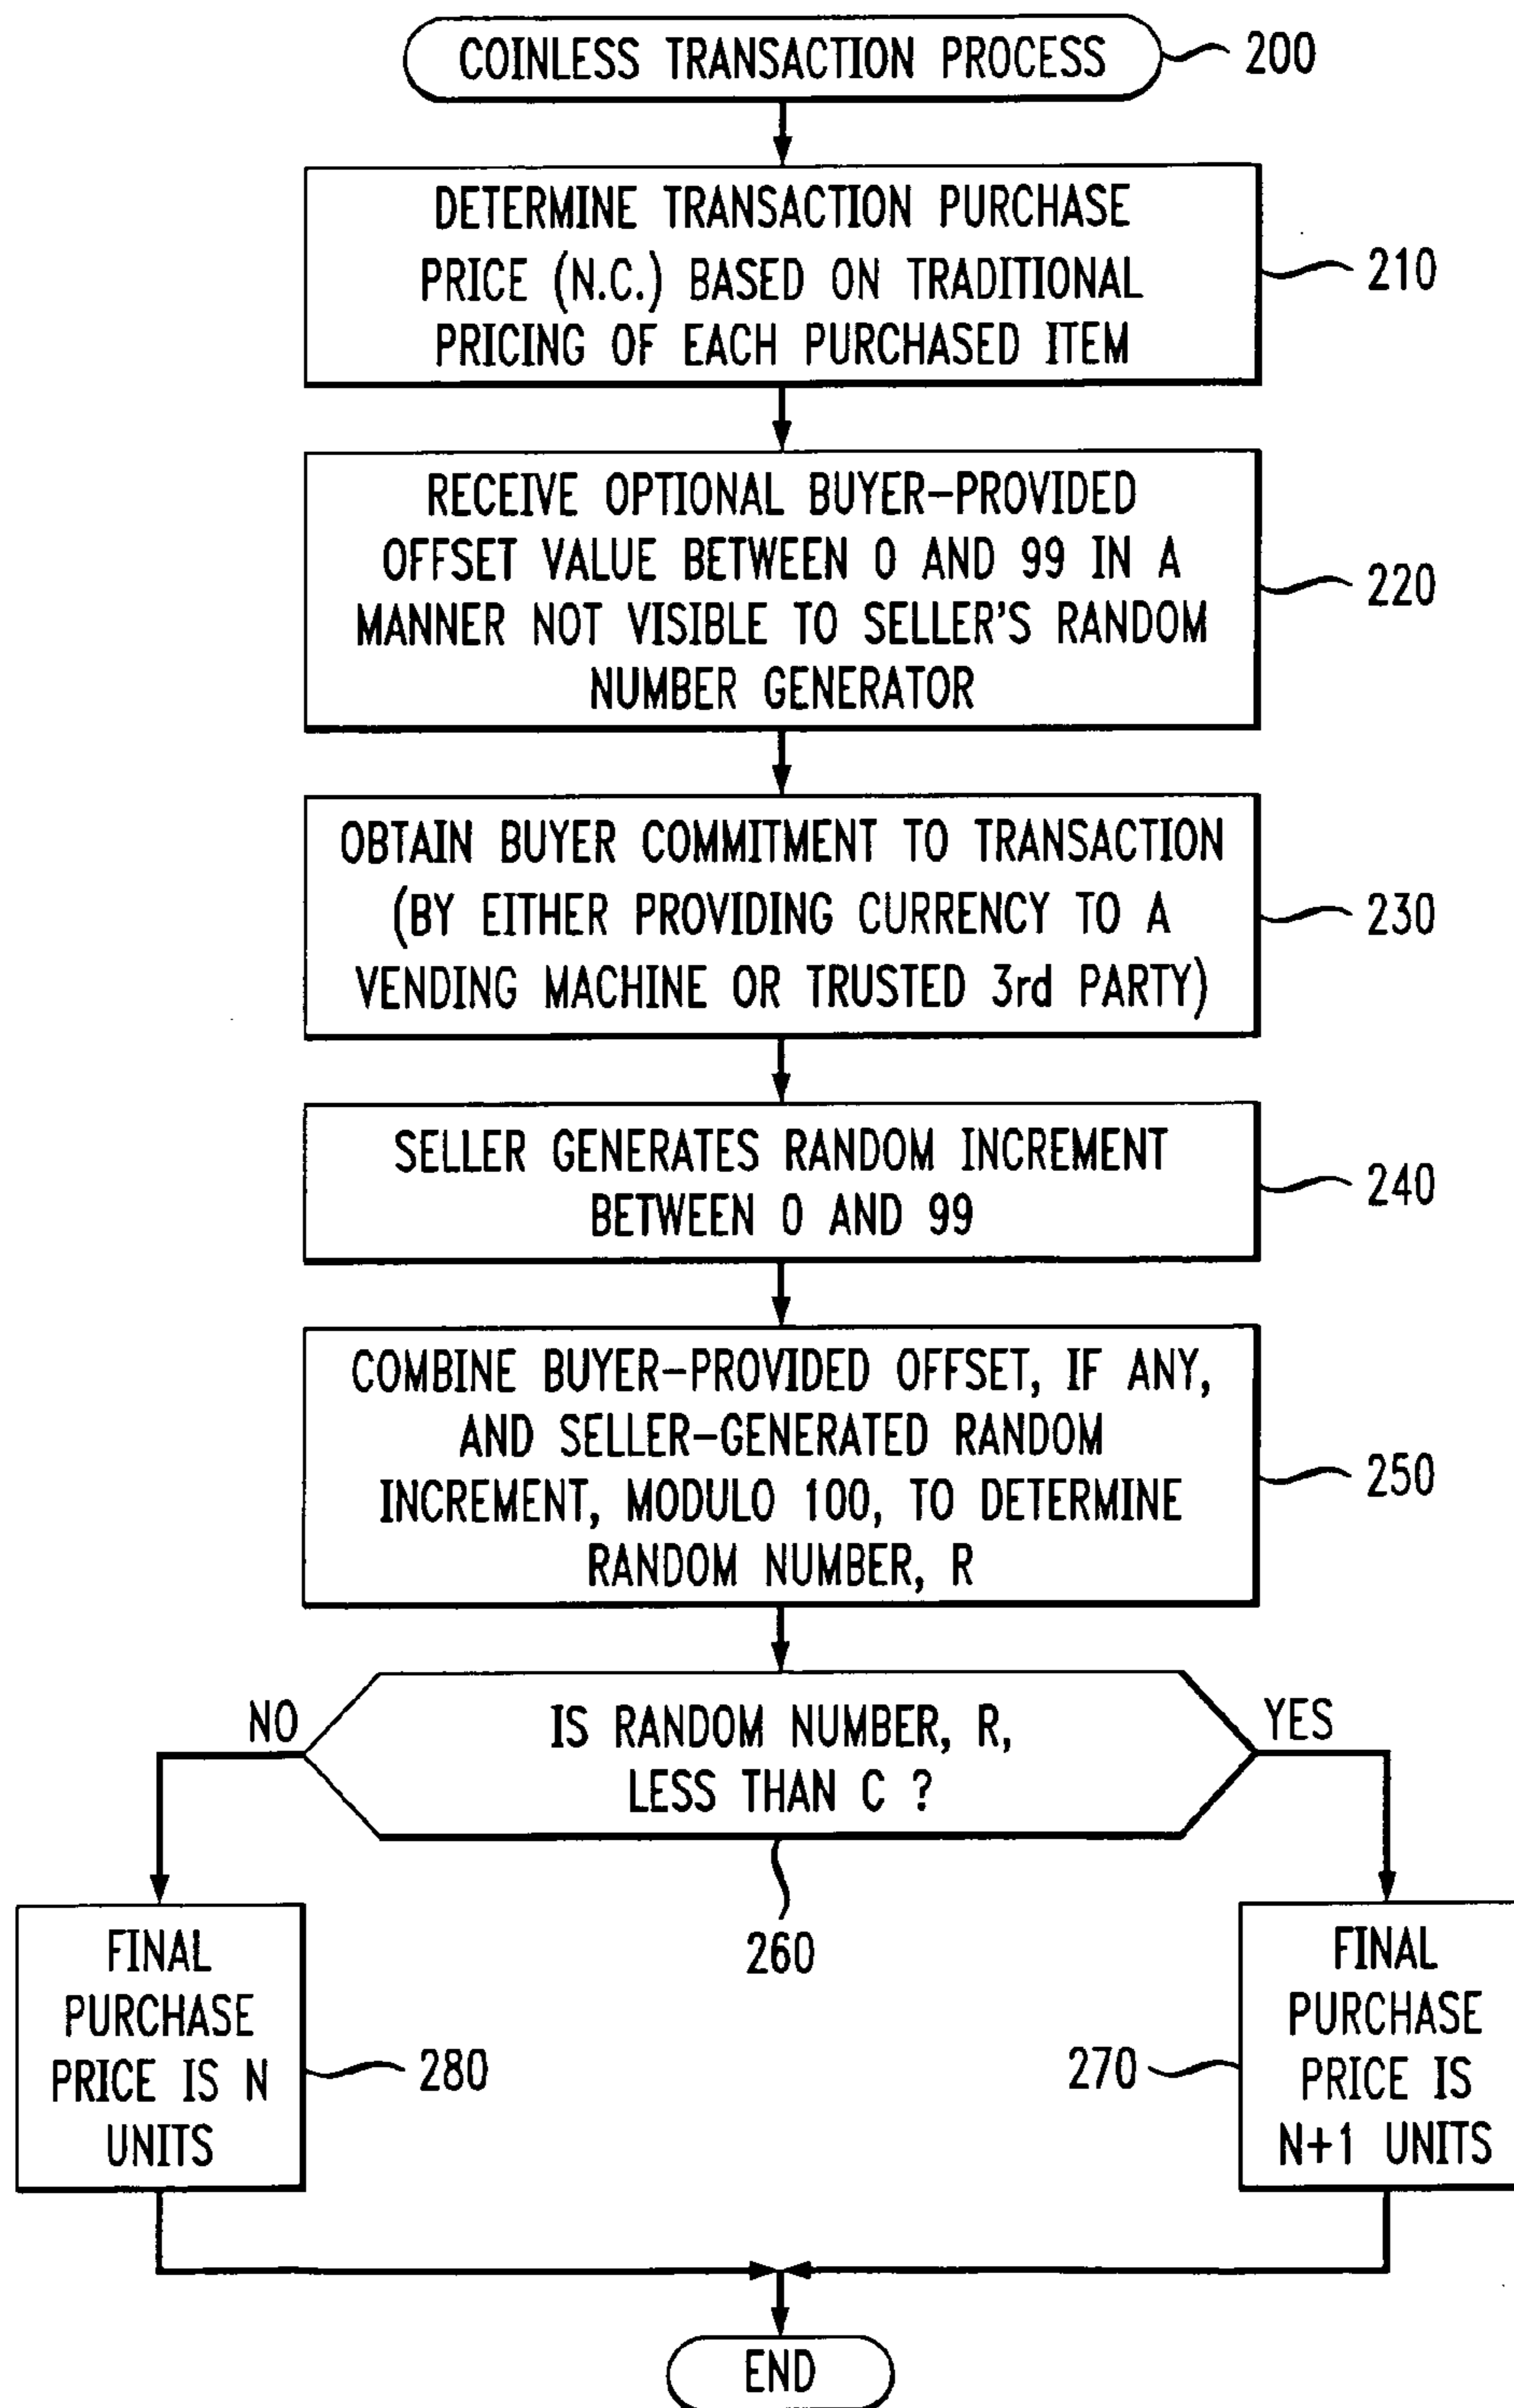 COINLESS TRANSACTION PROCESS
200
DETERMINE TRANSACTION PURCHASE
PRICE (N.C.) BASED ON TRADITIONAL
PRICING OF EACH PURCHASED ITEM
210
RECEIVE OPTIONAL BUYER-PROVIDED
OFFSET VALUE BETWEEN 0 AND 99 IN A
MANNER NOT VISIBLE TO SELLER'S RANDOM
NUMBER GENERATOR
220
OBTAIN BUYER COMMITMENT TO TRANSACTION
(BY EITHER PROVIDING CURRENCY TO A
VENDING MACHINE OR TRUSTED 3rd PARTY)
230
SELLER GENERATES RANDOM INCREMENT
BETWEEN 0 AND 99
240
COMBINE BUYER-PROVIDED OFFSET, IF ANY,
AND SELLER-GENERATED RANDOM
INCREMENT, MODULO 100, TO DETERMINE
RANDOM NUMBER, R
250
NO
IS RANDOM NUMBER, R,
LESS THAN C ?
YES
260
FINAL
PURCHASE
PRICE IS N
UNITS
280
270
FINAL
PURCHASE
PRICE IS
N+1 UNITS
END